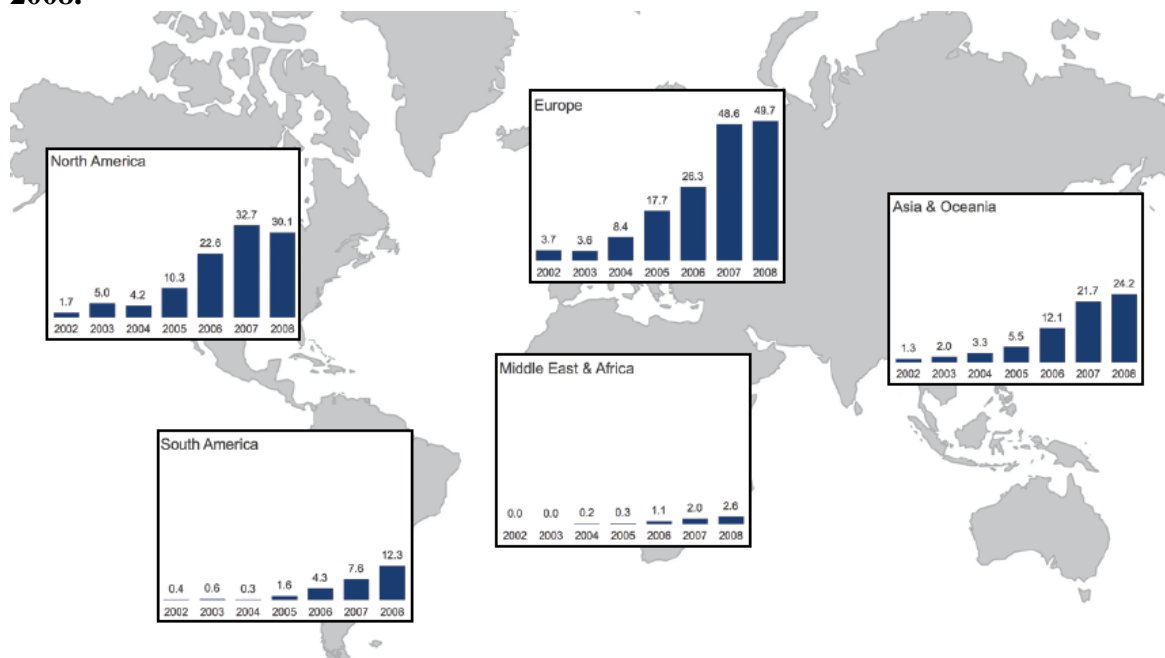 2008.
North America
1.7 5.0 4.2 10.3 22.6 32.7 30.1
2002 2003 2004 2005 2006 2007 2008
Europe
3.7 3.6 8.4 17.7 26.3 48.6 49.7
2002 2003 2004 2005 2006 2007 2008
Asia & Oceania
1.3 2.0 3.3 5.5 12.1 21.7 24.2
2002 2003 2004 2005 2006 2007 2008
Middle East & Africa
0.0 0.0 0.2 0.3 1.1 2.0 2.6
2002 2003 2004 2005 2006 2007 2008
South America
0.4 0.6 0.3 1.6 4.3 7.6 12.3
2002 2003 2004 2005 2006 2007 2008